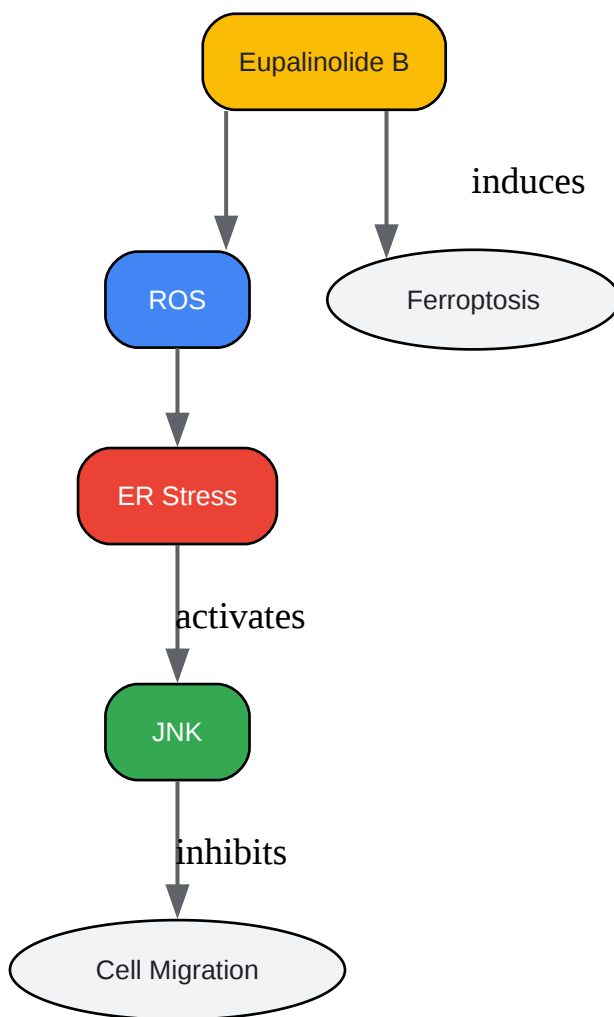 Eupalinolide B
induces
ROS
Ferroptosis
ER Stress
activates
JNK
inhibits
Cell Migration